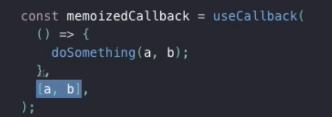 const memoizedCallback = useCallback(
() => {
doSomething(a, b);
},
[a, b],
);